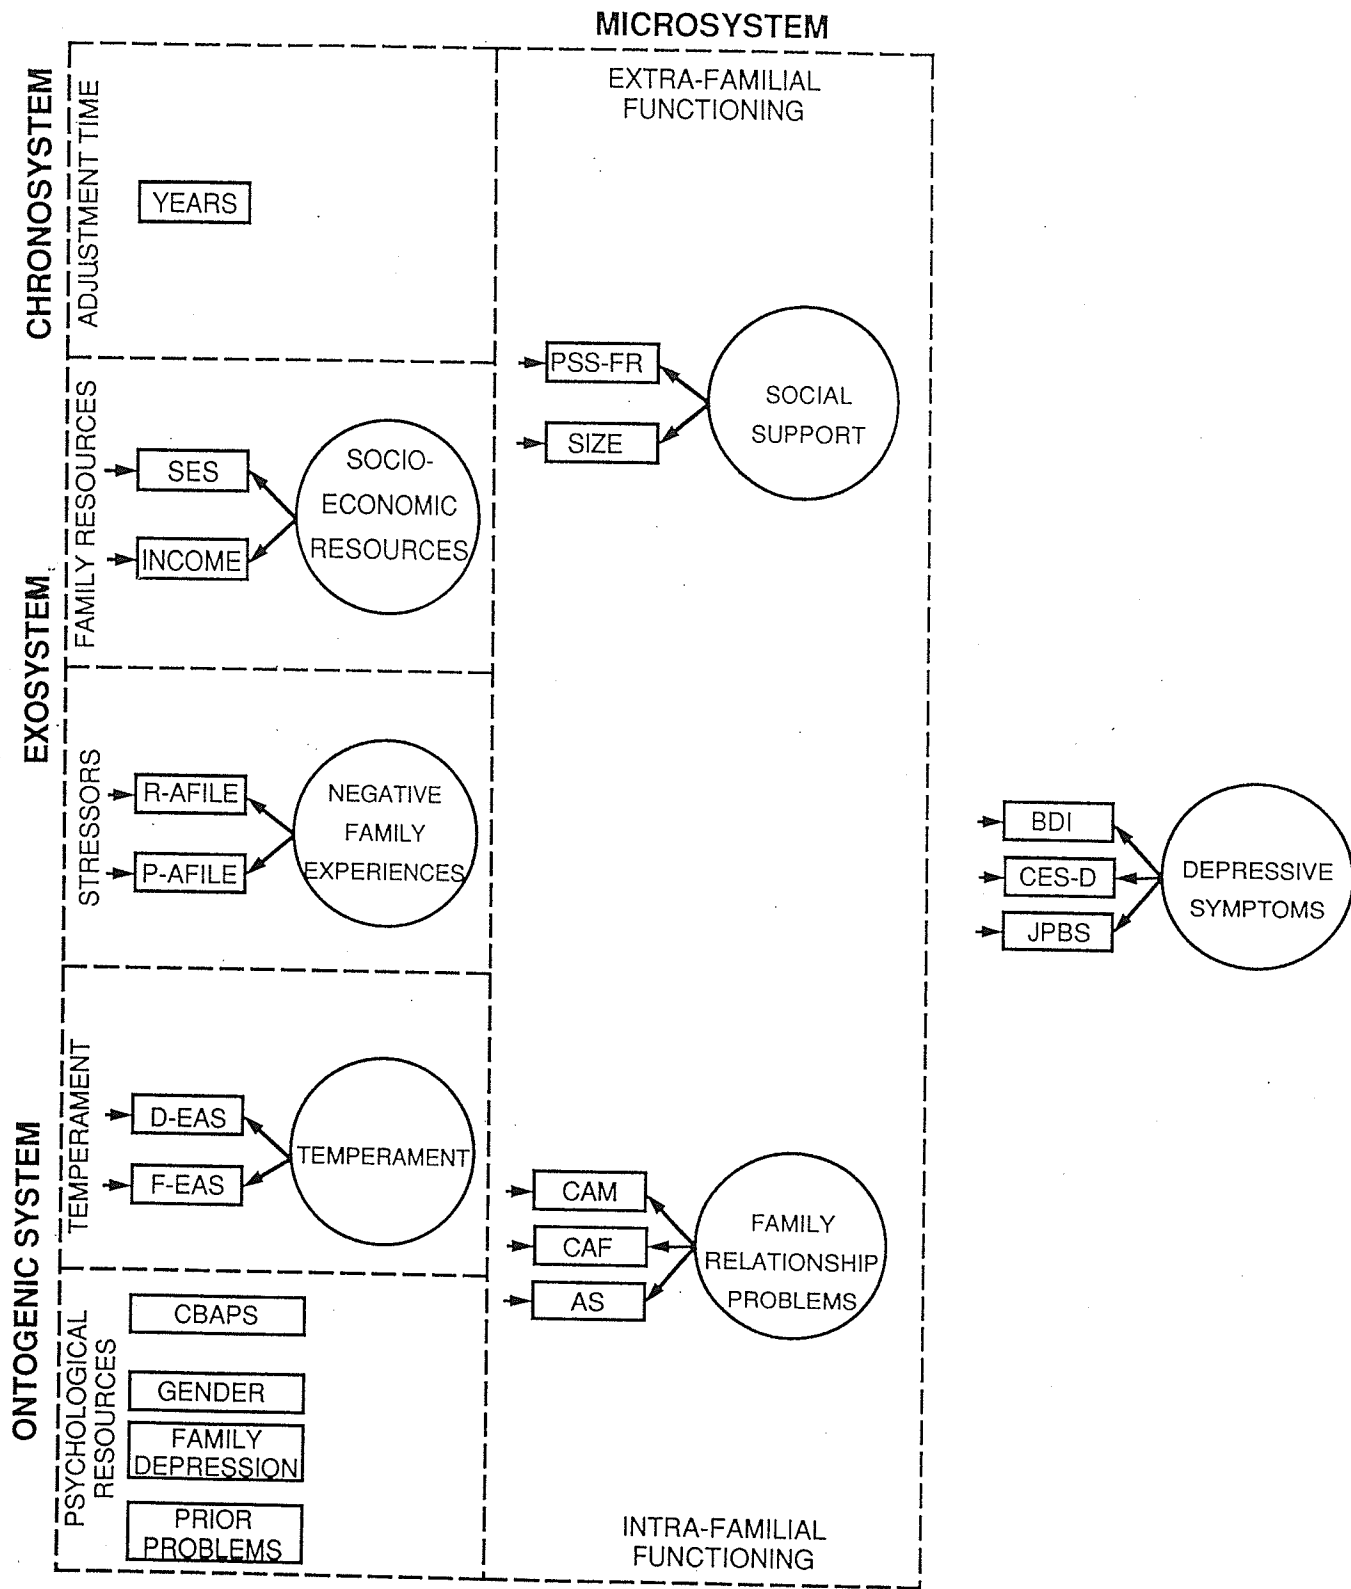 MICROSYSTEM
CHRONOSYSTEM
ADJUSTMENT TIME
YEARS
EXTRA-FAMILIAL
FUNCTIONING
PSS-FR
SIZE
SOCIAL
SUPPORT
EXOSYSTEM
FAMILY RESOURCES
SES
INCOME
SOCIO-
ECONOMIC
RESOURCES
STRESSORS
R-AFILE
P-AFILE
NEGATIVE
FAMILY
EXPERIENCES
BDI
CES-D
JPBS
DEPRESSIVE
SYMPTOMS
ONTOGENIC SYSTEM
TEMPERAMENT
D-EAS
F-EAS
TEMPERAMENT
CAM
CAF
AS
FAMILY
RELATIONSHIP
PROBLEMS
PSYCHOLOGICAL
RESOURCES
CBAPS
GENDER
FAMILY
DEPRESSION
PRIOR
PROBLEMS
INTRA-FAMILIAL
FUNCTIONING